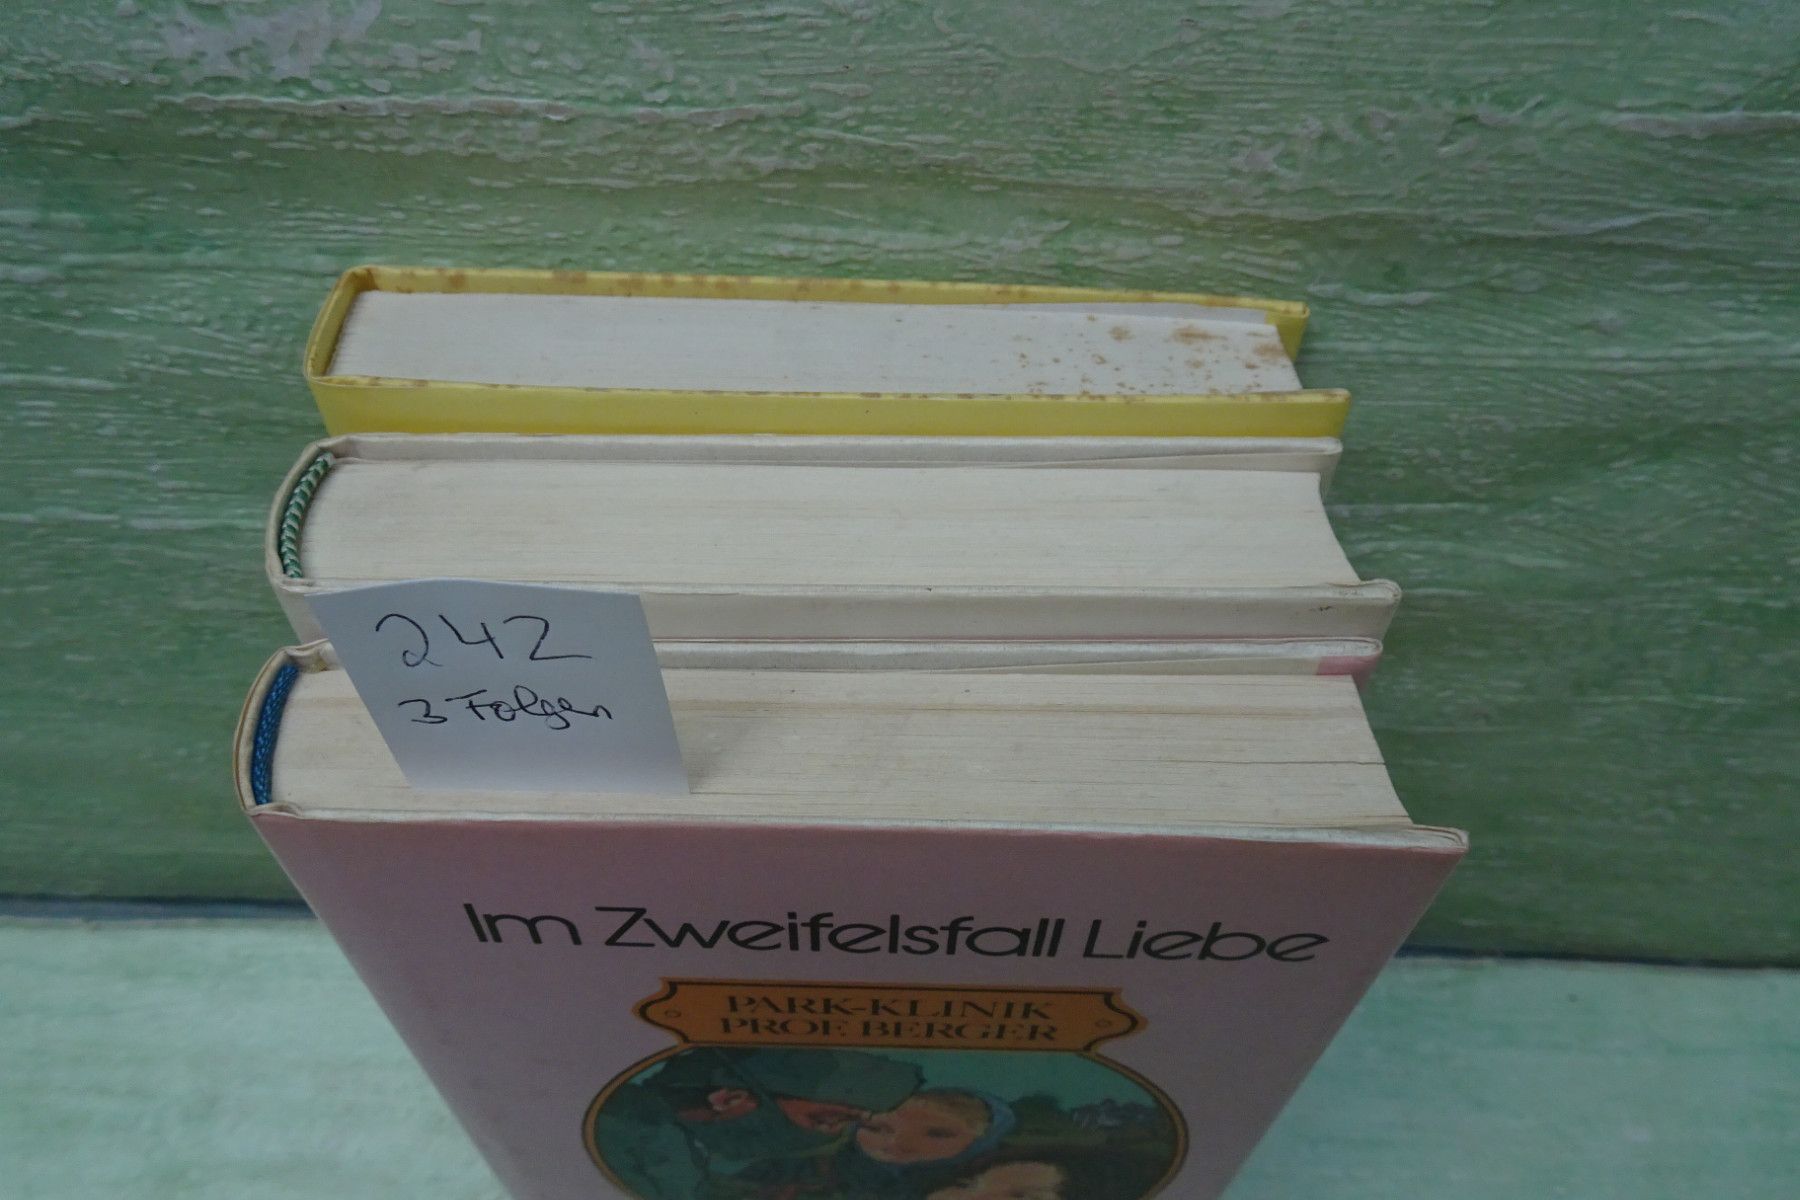 242
3 Folgen
Im Zweifelsfall Liebe
PARK-KLINIK
PROF. BERGER